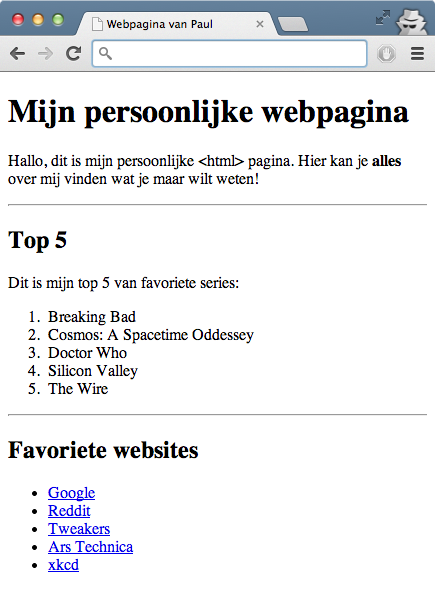 Webpagina van Paul
Mijn persoonlijke webpagina
Hallo, dit is mijn persoonlijke <html> pagina. Hier kan je alles
over mij vinden wat je maar wilt weten!
Top 5
Dit is mijn top 5 van favoriete series:
1. Breaking Bad
2. Cosmos: A Spacetime Oddessey
3. Doctor Who
4. Silicon Valley
5. The Wire
Favoriete websites
• Google
• Reddit
• Tweakers
• Ars Technica
• xkcd